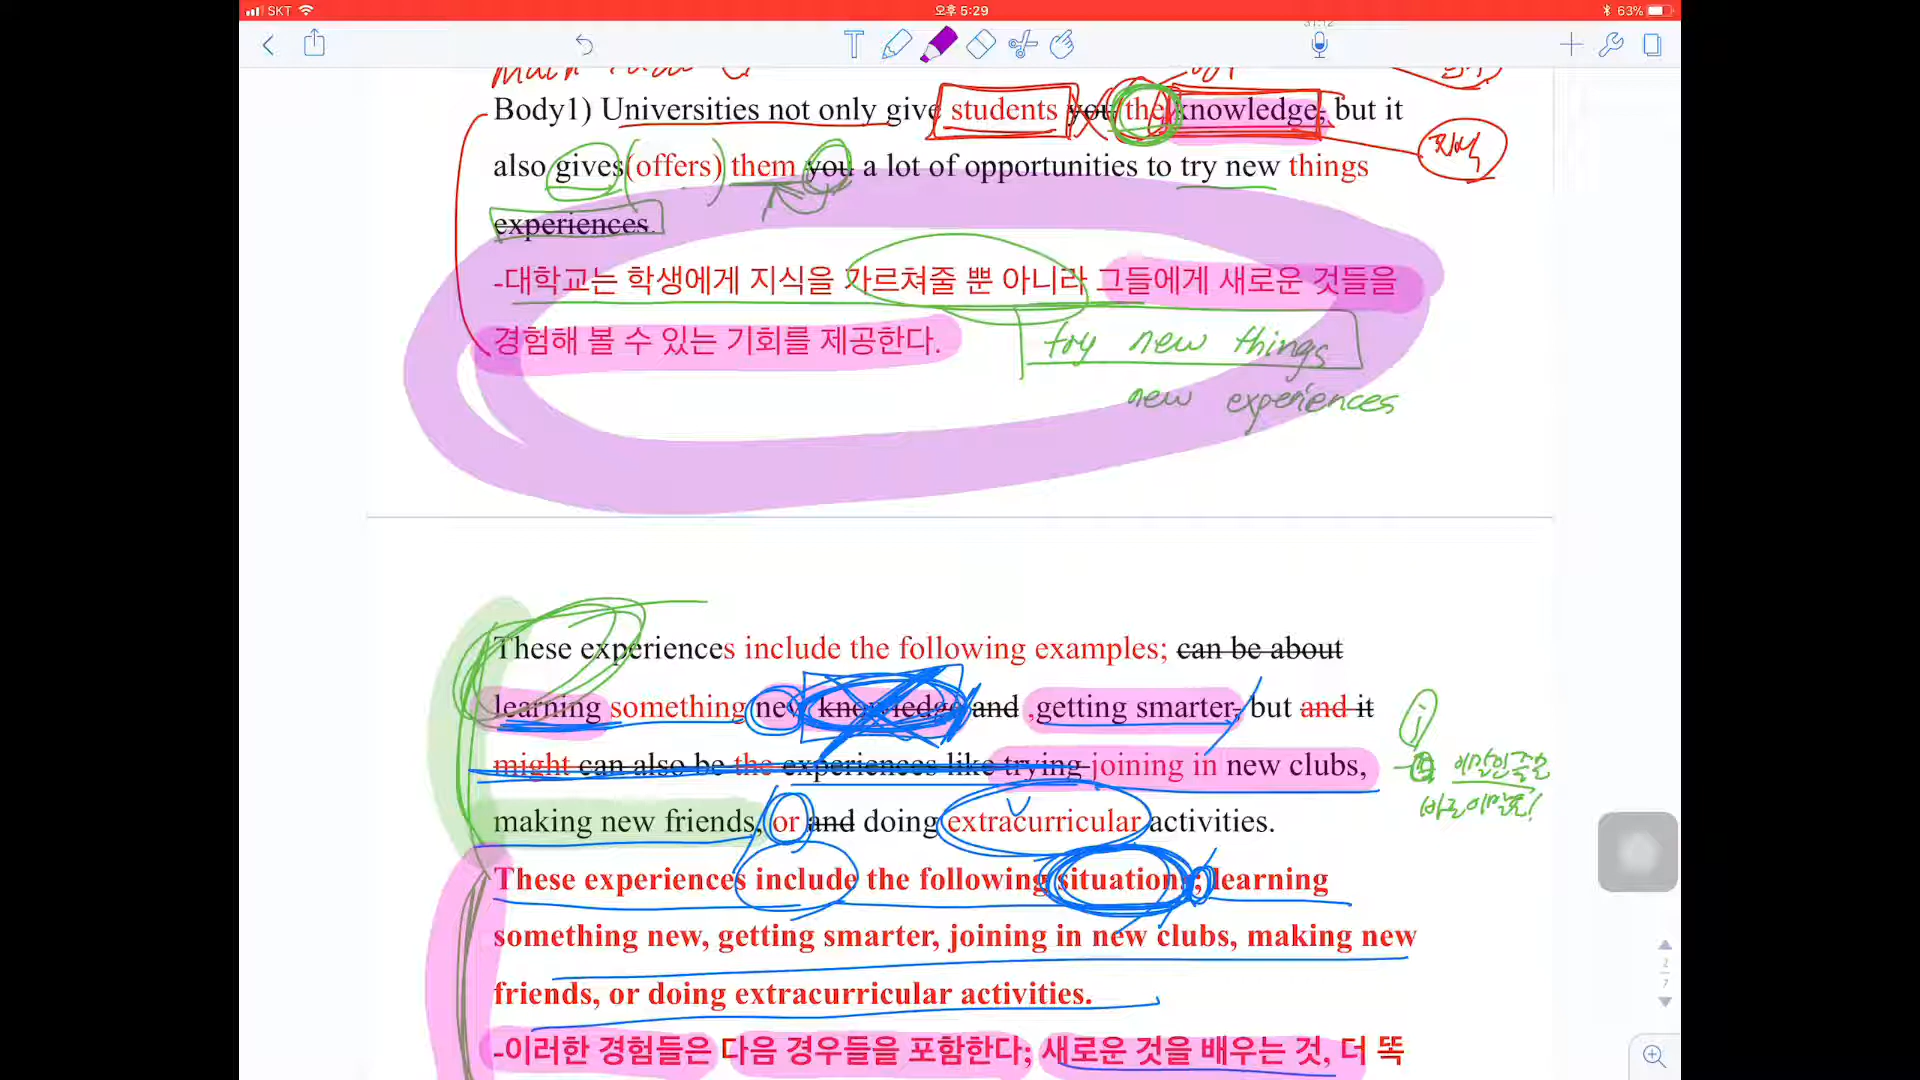 SKT 오후 5:29 63%
T
Body1) Universities not only give students you the knowledge, but it
지식
also gives(offers) them you a lot of opportunities to try new things
experiences.
-대학교는 학생에게 지식을 가르쳐줄 뿐 아니라 그들에게 새로운 것들을
경험해 볼 수 있는 기회를 제공한다.
try new things
new experiences
These experiences include the following examples; can be about
learning something new knowledge and ,getting smarter, but and it
might can also be the experiences like trying joining in new clubs,
making new friends, or and doing extracurricular activities.
These experiences include the following situations; learning
something new, getting smarter, joining in new clubs, making new
friends, or doing extracurricular activities.
-이러한 경험들은 다음 경우들을 포함한다; 새로운 것을 배우는 것, 더 똑
2
7